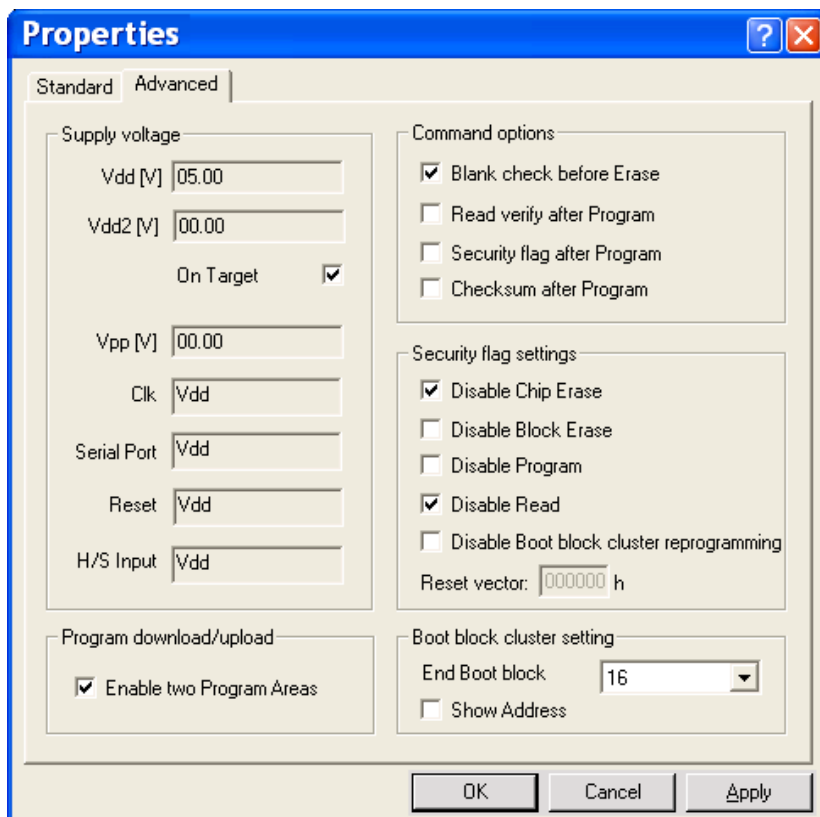 Properties
Standard
Advanced
Supply voltage
Vdd [V] 05.00
Vdd2 [V] 00.00
On Target
Vpp [V] 00.00
Clk Vdd
Serial Port Vdd
Reset Vdd
H/S Input Vdd
Program download/upload
Enable two Program Areas
Command options
Blank check before Erase
Read verify after Program
Security flag after Program
Checksum after Program
Security flag settings
Disable Chip Erase
Disable Block Erase
Disable Program
Disable Read
Disable Boot block cluster reprogramming
Reset vector: 000000 h
Boot block cluster setting
End Boot block 16
Show Address
OK
Cancel
Apply